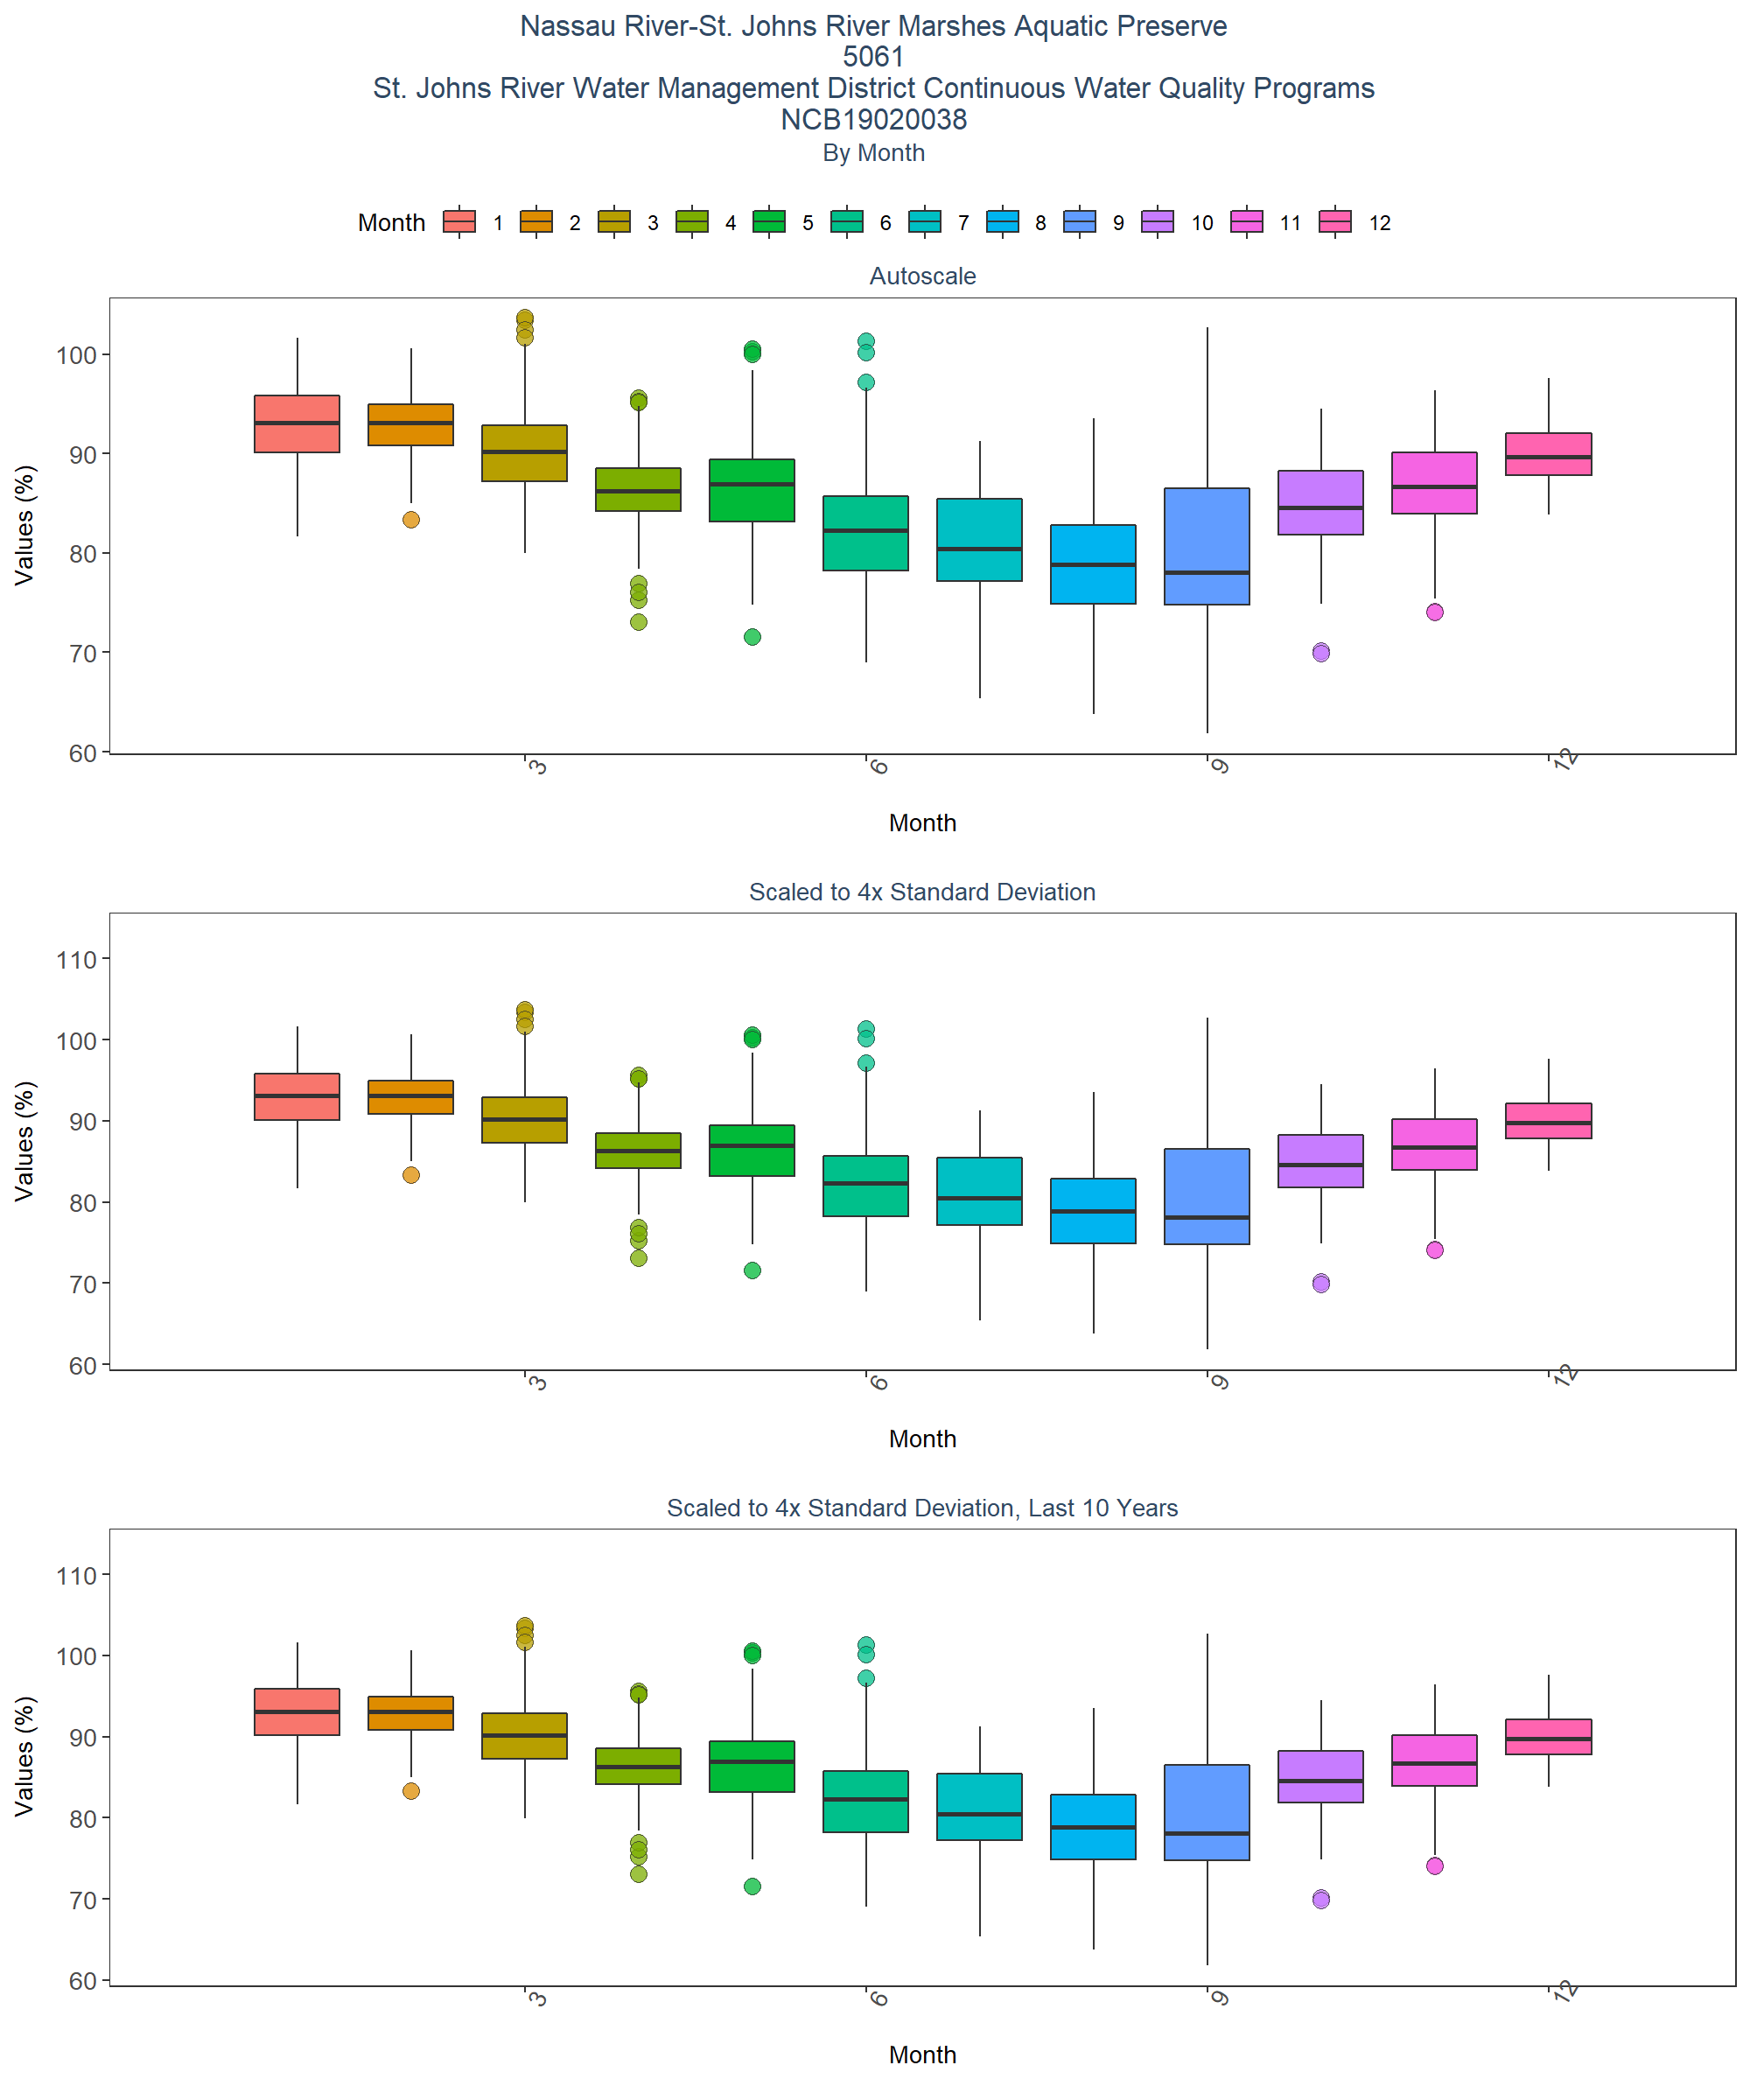 Nassau River-St. Johns River Marshes Aquatic Preserve
5061
St. Johns River Water Management District Continuous Water Quality Programs
NCB19020038
By Month
Month 1 2 3 4 5 6 7 8 9 10 11 12
Autoscale
100
90
80
70
60
Values (%)
3 6 9 12
Month
Scaled to 4x Standard Deviation
110
100
90
80
70
60
Values (%)
3 6 9 12
Month
Scaled to 4x Standard Deviation, Last 10 Years
110
100
90
80
70
60
Values (%)
3 6 9 12
Month